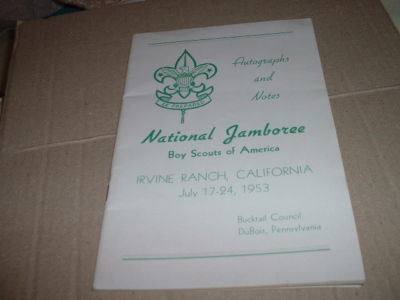 BE PREPARED
Autographs
and
Notes
National Jamboree
Boy Scouts of America
IRVINE RANCH, CALIFORNIA
July 17-24, 1953
Bucktail Council
DuBois, Pennsylvania